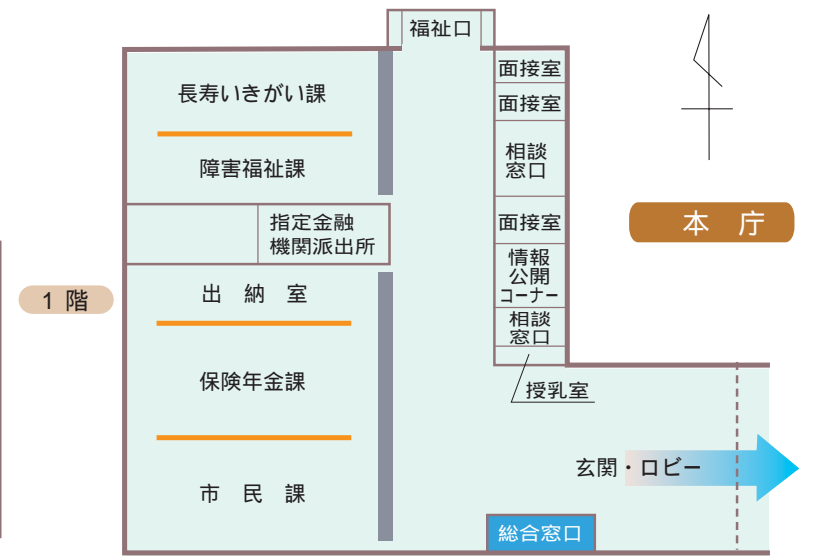 福祉口
長寿いきがい課
障害福祉課
指定金融
機関派出所
出納室
保険年金課
市民課
1階
面接室
面接室
相談
窓口
面接室
情報
公開
コーナー
相談
窓口
授乳室
玄関・ロビー
総合窓口
本庁